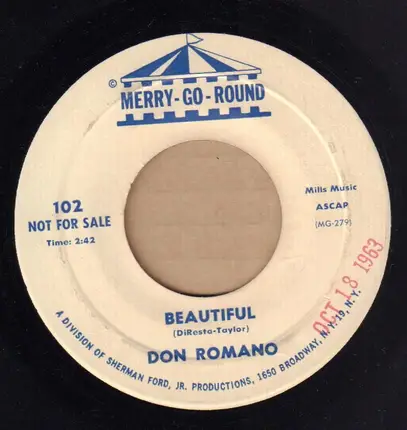 ©
MERRY-GO-ROUND
102
NOT FOR SALE
Time: 2:42
Mills Music
ASCAP
(MG-279)
BEAUTIFUL
(DiResta-Taylor)
DON ROMANO
OCT 18 1963
A DIVISION OF SHERMAN FORD, JR. PRODUCTIONS, 1650 BROADWAY, N.Y. 19, N.Y.